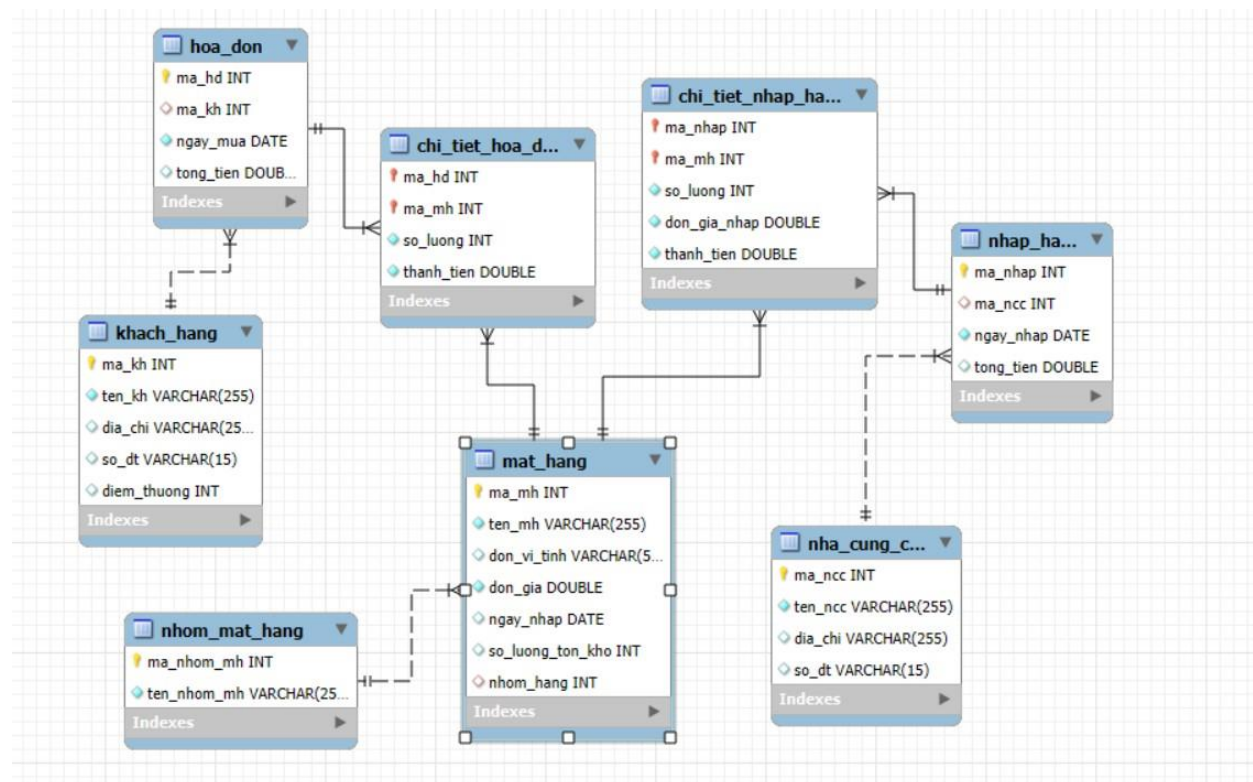 hoa_don
ma_hd INT
ma_kh INT
ngay_mua DATE
tong_tien DOUB...
Indexes
chi_tiet_hoa_d...
ma_hd INT
ma_mh INT
so_luong INT
thanh_tien DOUBLE
Indexes
chi_tiet_nhap_ha...
ma_nhap INT
ma_mh INT
so_luong INT
don_gia_nhap DOUBLE
thanh_tien DOUBLE
Indexes
nhap_ha...
ma_nhap INT
ma_ncc INT
ngay_nhap DATE
tong_tien DOUBLE
Indexes
khach_hang
ma_kh INT
ten_kh VARCHAR(255)
dia_chi VARCHAR(25...
so_dt VARCHAR(15)
diem_thuong INT
Indexes
mat_hang
ma_mh INT
ten_mh VARCHAR(255)
don_vi_tinh VARCHAR(5...
don_gia DOUBLE
ngay_nhap DATE
so_luong_ton_kho INT
nhom_hang INT
Indexes
nha_cung_c...
ma_ncc INT
ten_ncc VARCHAR(255)
dia_chi VARCHAR(255)
so_dt VARCHAR(15)
Indexes
nhom_mat_hang
ma_nhom_mh INT
ten_nhom_mh VARCHAR(25...
Indexes